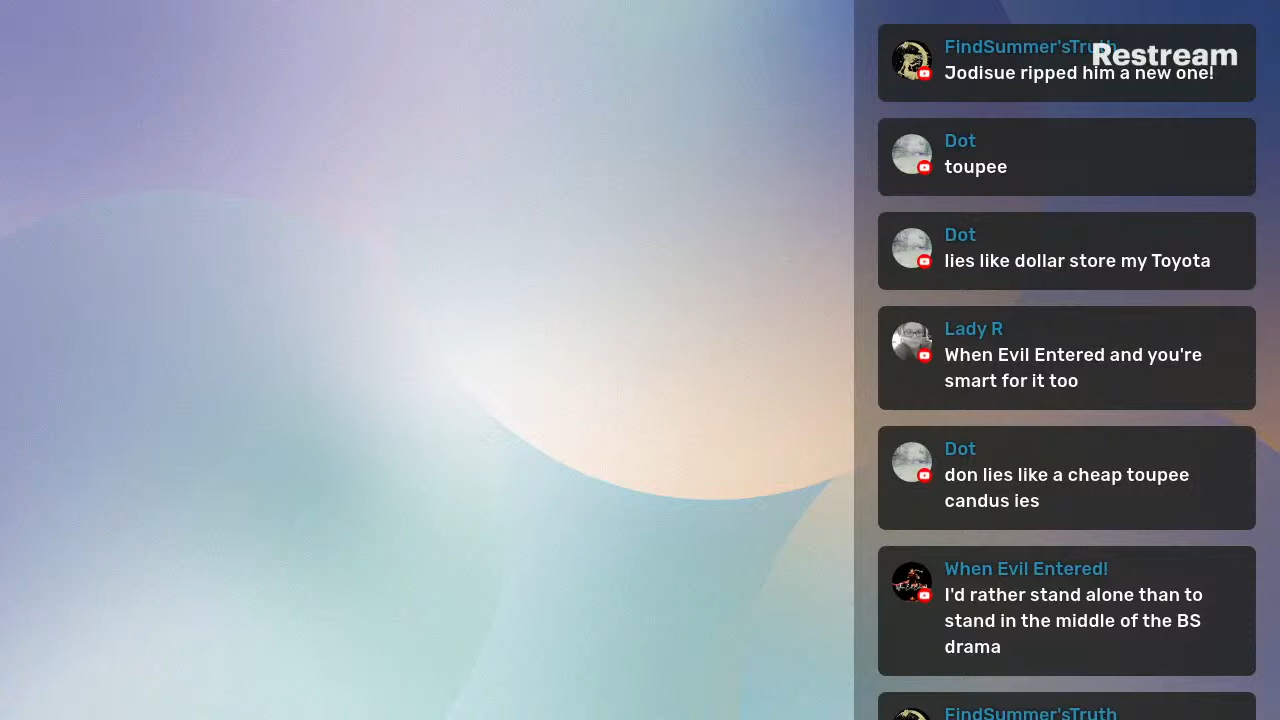 FindSummer'sTruth
Restream
Jodisue ripped him a new one!
Dot
toupee
Dot
lies like dollar store my Toyota
Lady R
When Evil Entered and you're
smart for it too
Dot
don lies like a cheap toupee
candus ies
When Evil Entered!
I'd rather stand alone than to
stand in the middle of the BS
drama
FindSummer'sTruth